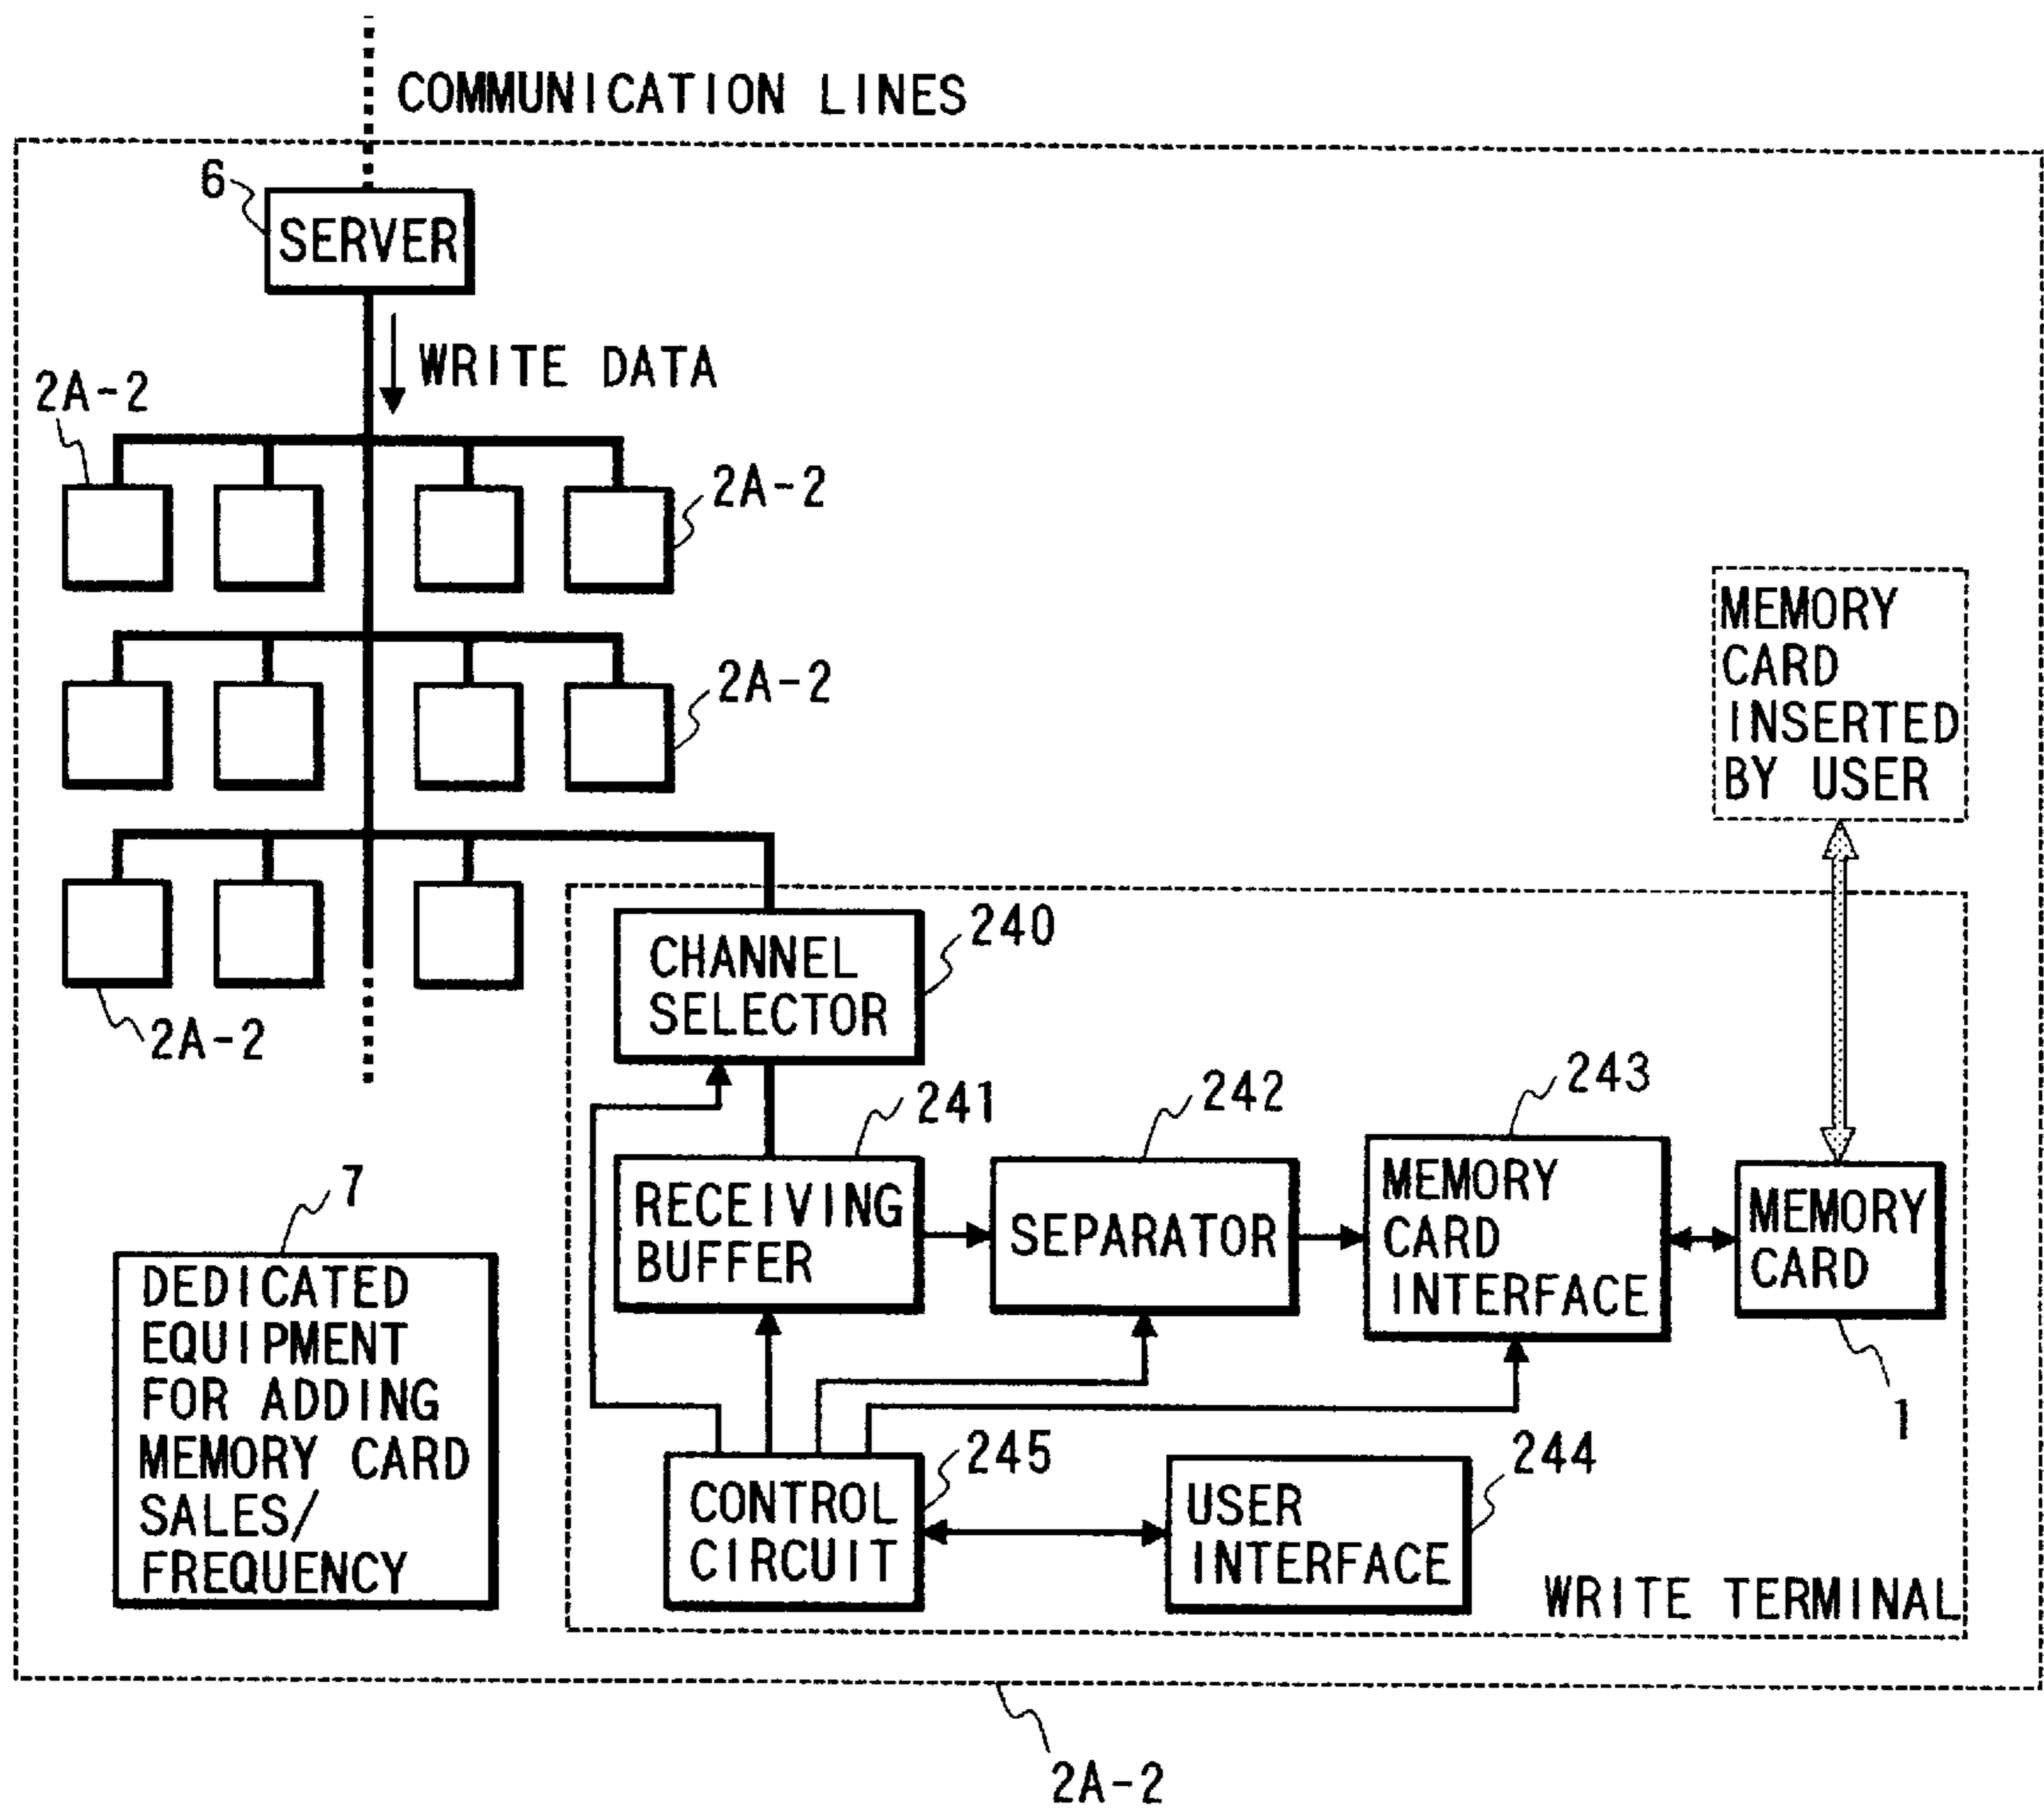 COMMUNICATION LINES
6
SERVER
WRITE DATA
2A-2
2A-2
2A-2
2A-2
MEMORY
CARD
INSERTED
BY USER
CHANNEL
SELECTOR
240
241
242
243
RECEIVING
BUFFER
SEPARATOR
MEMORY
CARD
INTERFACE
MEMORY
CARD
1
7
DEDICATED
EQUIPMENT
FOR ADDING
MEMORY CARD
SALES/
FREQUENCY
CONTROL
CIRCUIT
245
USER
INTERFACE
244
WRITE TERMINAL
2A-2